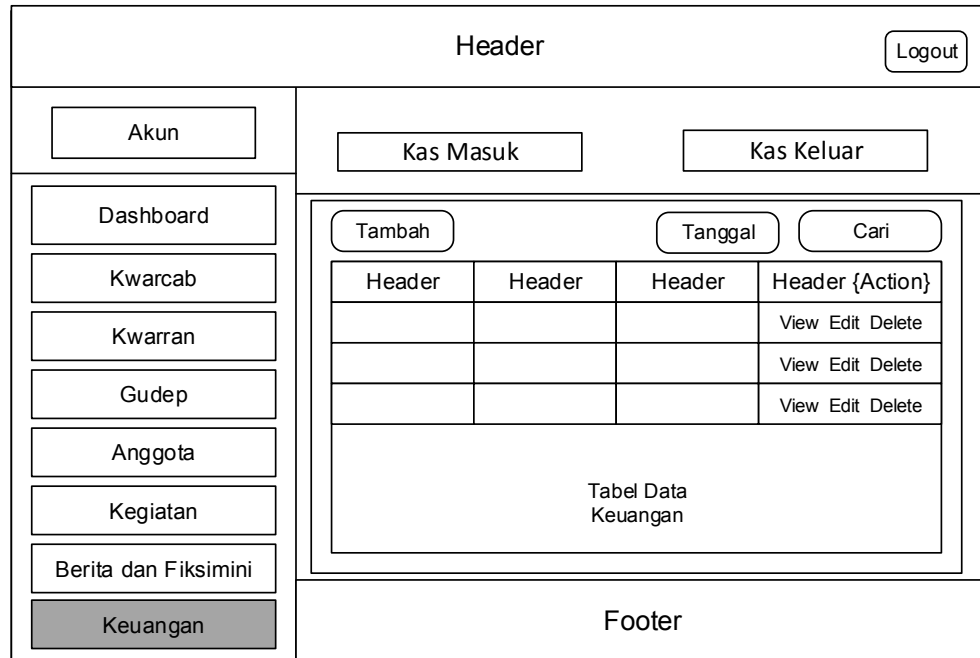 Header
Logout
Akun
Dashboard
Kwarcab
Kwarran
Gudep
Anggota
Kegiatan
Berita dan Fiksimini
Keuangan
Kas Masuk Kas Keluar
Tambah Tanggal Cari
Header Header Header Header {Action}
View Edit Delete
View Edit Delete
View Edit Delete
Tabel Data
Keuangan
Footer